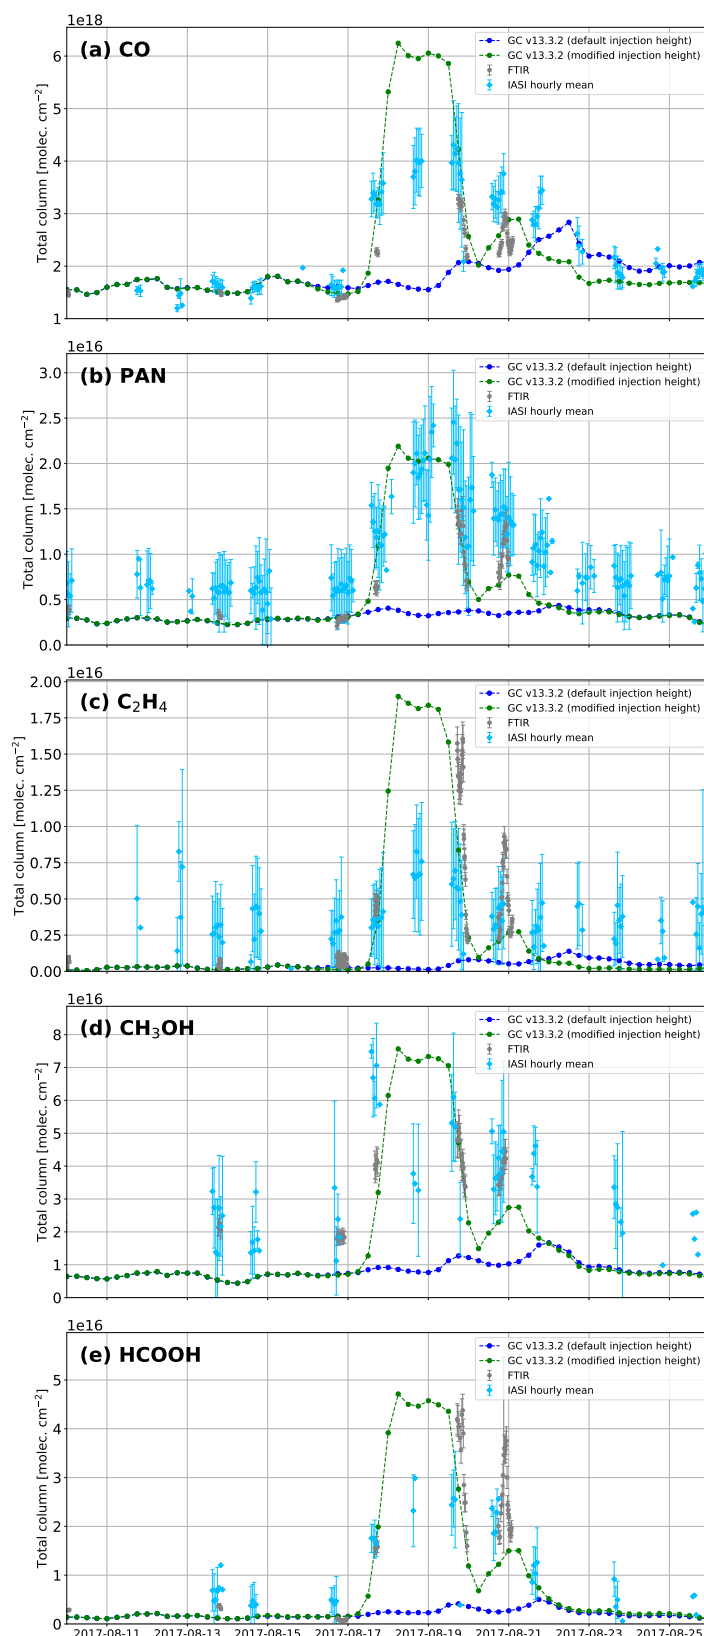 1e18
(a) CO
GC v13.3.2 (default injection height)
GC v13.3.2 (modified injection height)
FTIR
IASI hourly mean
Total column [molec. cm⁻²]
6
5
4
3
2
1
1e16
(b) PAN
GC v13.3.2 (default injection height)
GC v13.3.2 (modified injection height)
FTIR
IASI hourly mean
Total column [molec. cm⁻²]
3.0
2.5
2.0
1.5
1.0
0.5
0.0
1e16
(c) C₂H₄
GC v13.3.2 (default injection height)
GC v13.3.2 (modified injection height)
FTIR
IASI hourly mean
Total column [molec. cm⁻²]
2.00
1.75
1.50
1.25
1.00
0.75
0.50
0.25
0.00
1e16
(d) CH₃OH
GC v13.3.2 (default injection height)
GC v13.3.2 (modified injection height)
FTIR
IASI hourly mean
Total column [molec. cm⁻²]
8
7
6
5
4
3
2
1
0
1e16
(e) HCOOH
GC v13.3.2 (default injection height)
GC v13.3.2 (modified injection height)
FTIR
IASI hourly mean
Total column [molec. cm⁻²]
5
4
3
2
1
0
2017-08-11 2017-08-13 2017-08-15 2017-08-17 2017-08-19 2017-08-21 2017-08-23 2017-08-25